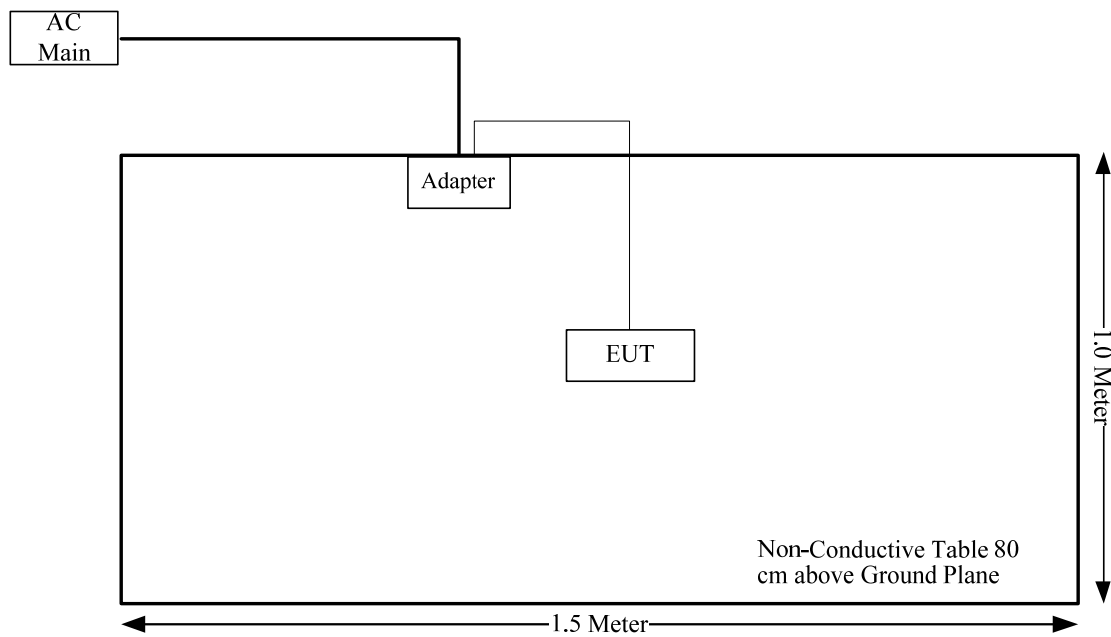 AC
Main
Adapter
EUT
1.0 Meter
Non-Conductive Table 80
cm above Ground Plane
1.5 Meter